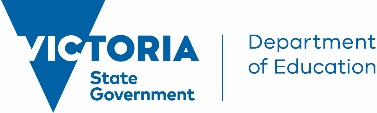 VICTORIA
State
Government
Department
of Education